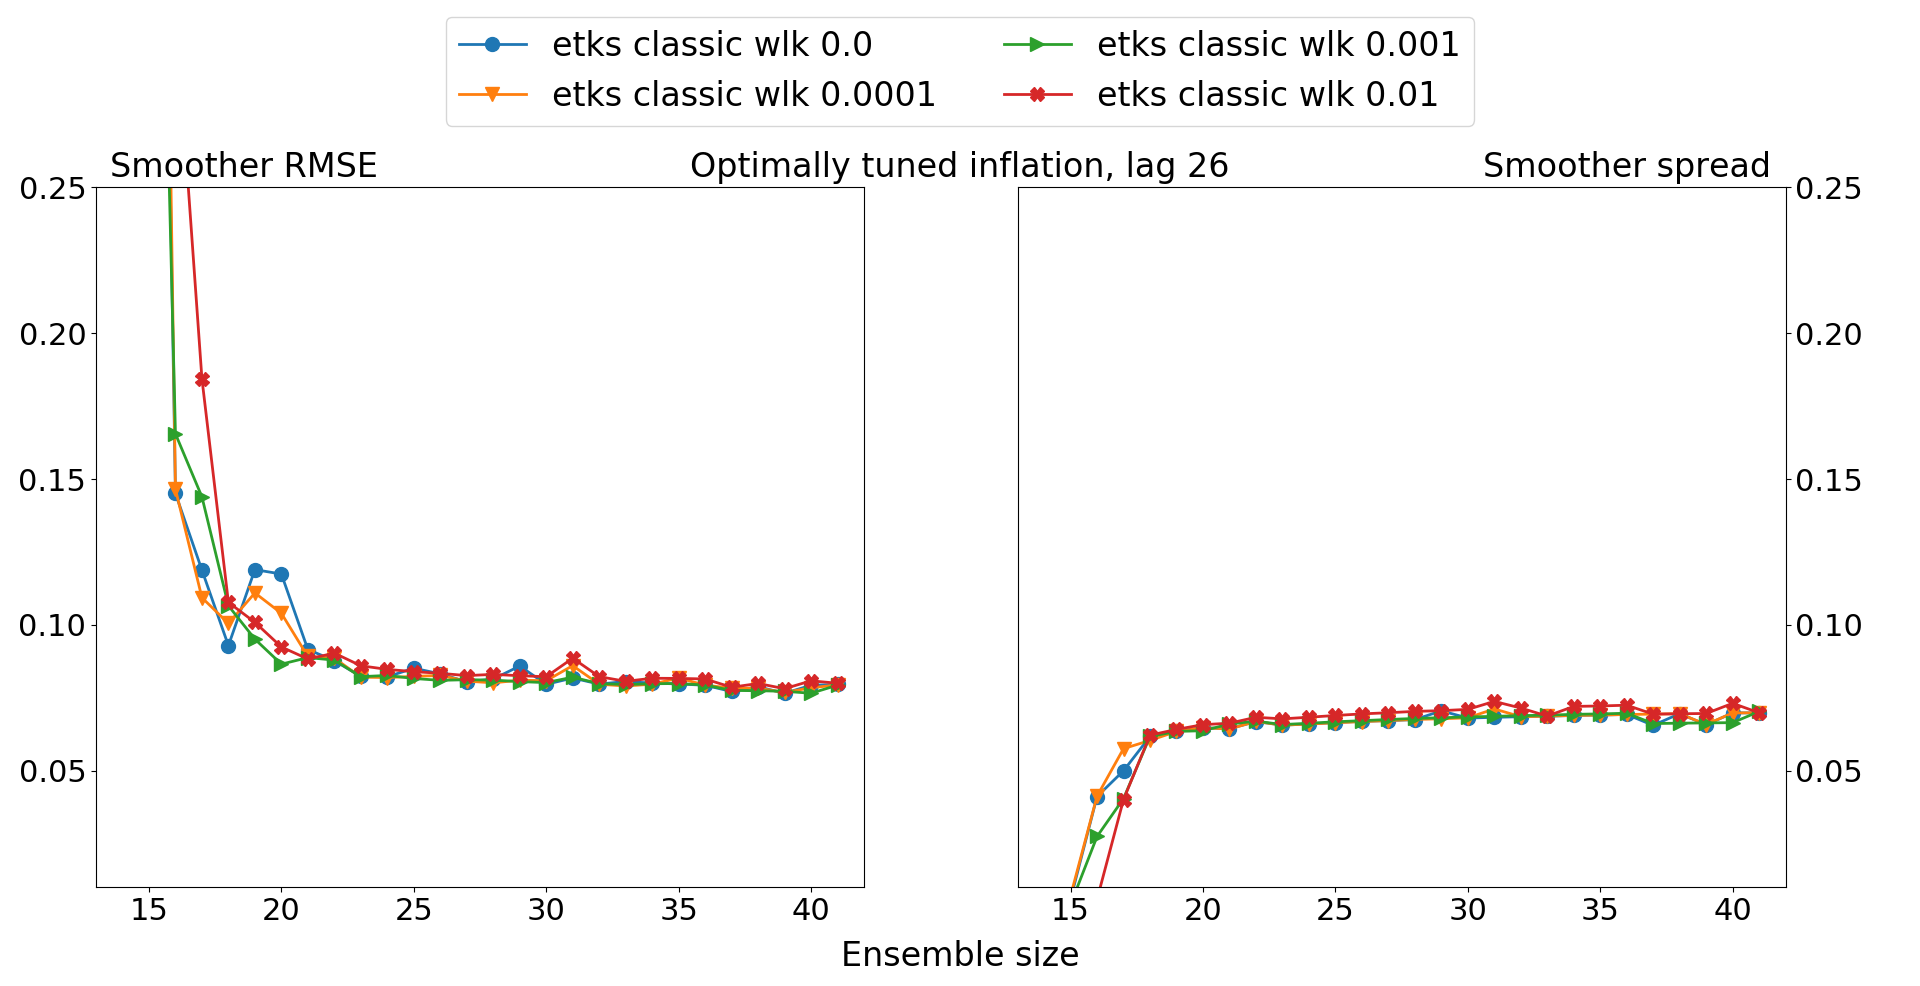 etks classic wlk 0.0
etks classic wlk 0.0001
etks classic wlk 0.001
etks classic wlk 0.01
Smoother RMSE
Optimally tuned inflation, lag 26
Smoother spread
0.25
0.20
0.15
0.10
0.05
0.25
0.20
0.15
0.10
0.05
15 20 25 30 35 40
15 20 25 30 35 40
Ensemble size